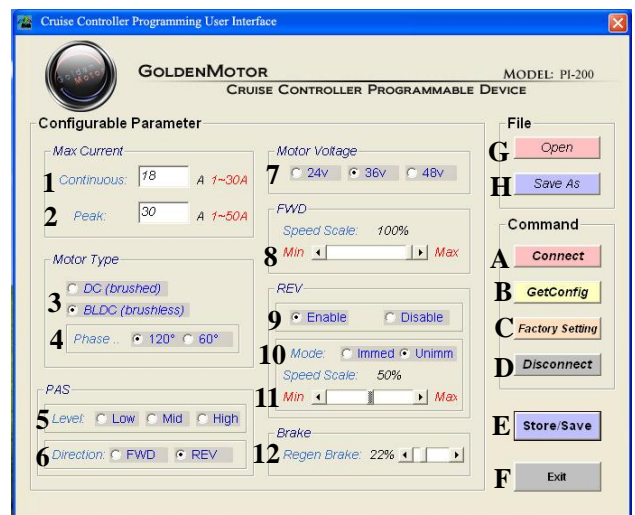 Cruise Controller Programming User Interface
Golden Motor
GOLDENMOTOR
MODEL: PI-200
CRUISE CONTROLLER PROGRAMMABLE DEVICE
Configurable Parameter
Max Current
1 Continuous: 18 A 1~30A
2 Peak: 30 A 1~50A
Motor Type
3 DC (brushed)
BLDC (brushless)
4 Phase .. 120° 60°
PAS
5 Level: Low Mid High
6 Direction: FWD REV
Motor Voltage
7 24v 36v 48v
FWD
Speed Scale: 100%
8 Min Max
REV
9 Enable Disable
10 Mode: Immed Unimm
Speed Scale: 50%
11 Min Max
Brake
12 Regen Brake: 22%
File
G Open
H Save As
Command
A Connect
B GetConfig
C Factory Setting
D Disconnect
E Store/Save
F Exit